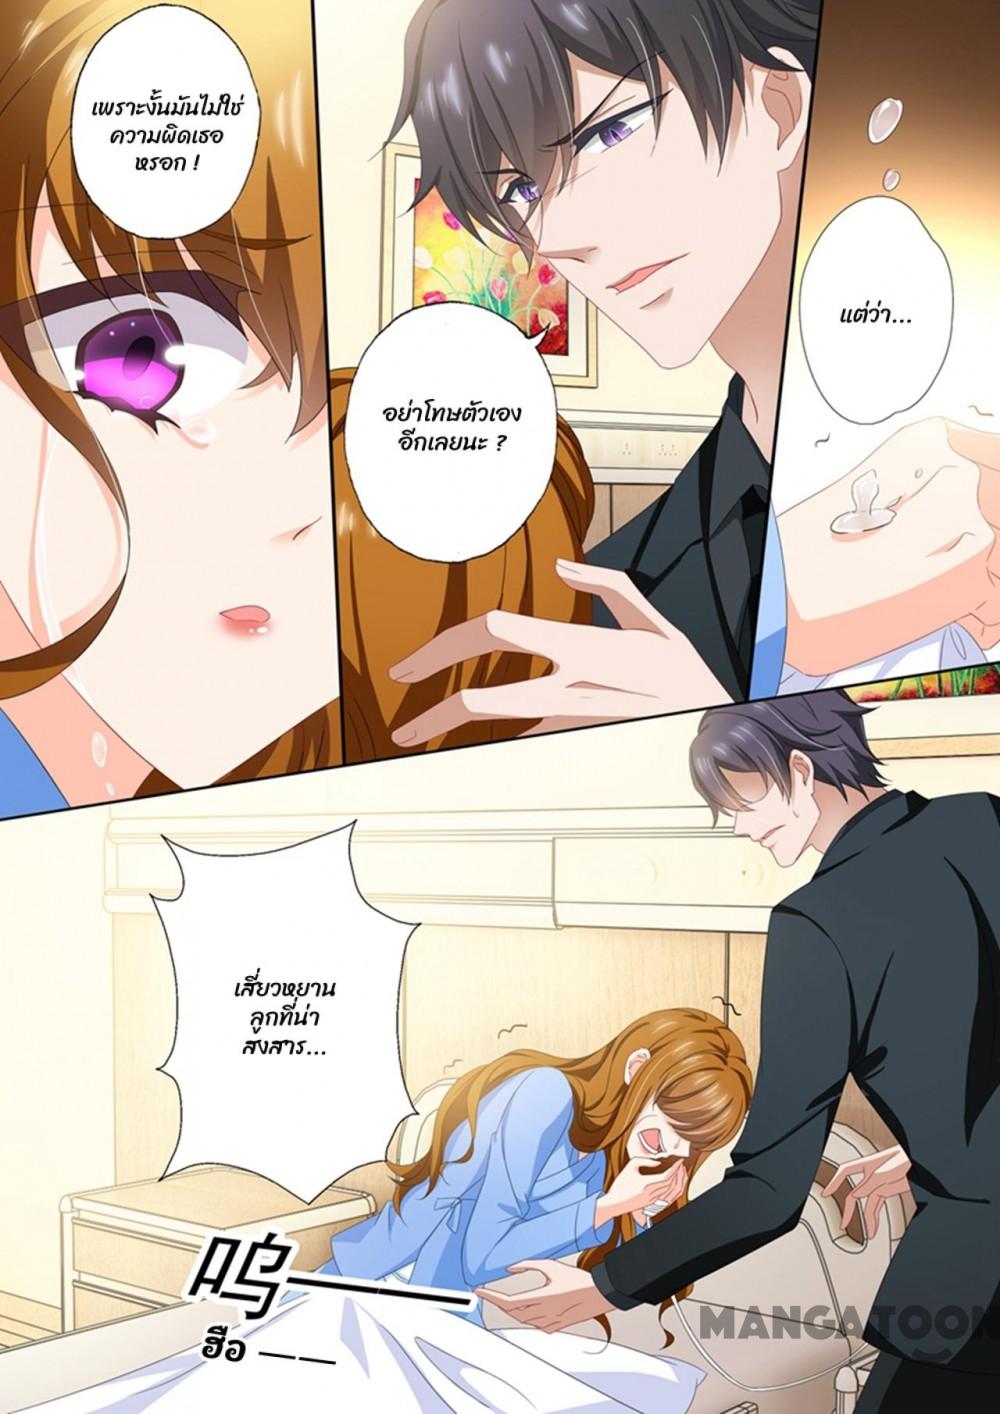 เพราะงั้นมันไม่ใช่
ความผิดเธอ
หรอก !
อย่าโทษตัวเอง
อีกเลยนะ ?
แต่ว่า...
เสี่ยวหยาน
ลูกที่น่า
สงสาร...
呜——
ฮือ ——
MANGATOON